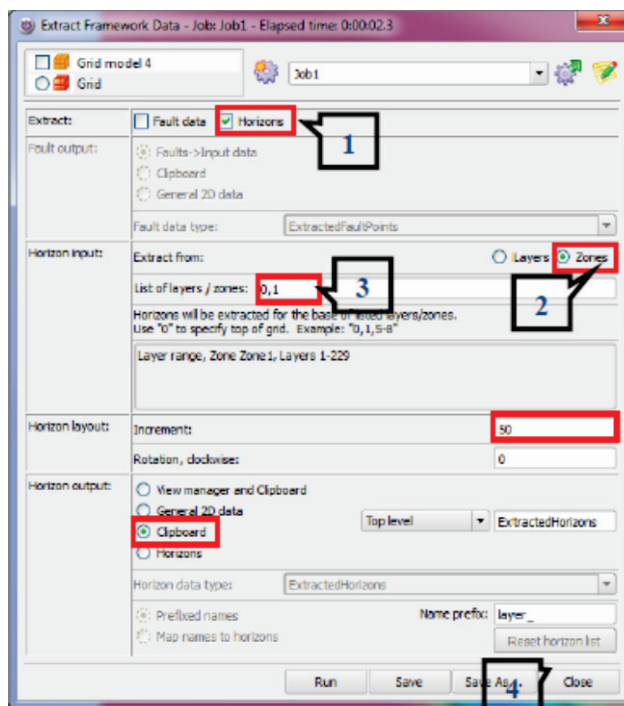 Extract Framework Data - Job: Job1 - Elapsed time: 0:00:02.3
Grid model 4
Grid
Job1
Extract:
Fault data
Horizons
1
Fault output:
Faults->Input data
Clipboard
General 2D data
Fault data type:
ExtractedFaultPoints
Horizon input:
Extract from:
Layers
Zones
2
List of layers / zones:
0,1
3
Horizons will be extracted for the base of listed layers/zones.
Use "0" to specify top of grid. Example: "0,1,5-8"
Layer range, Zone Zone1, Layers 1-229
Horizon layout:
Increment:
50
Rotation, clockwise:
0
Horizon output:
View manager and Clipboard
General 2D data
Clipboard
Top level
ExtractedHorizons
Horizons
Horizon data type:
ExtractedHorizons
Prefixed names
Name prefix:
layer_
Map names to horizons
Reset horizon list
Run
Save
Save As...
4
Close